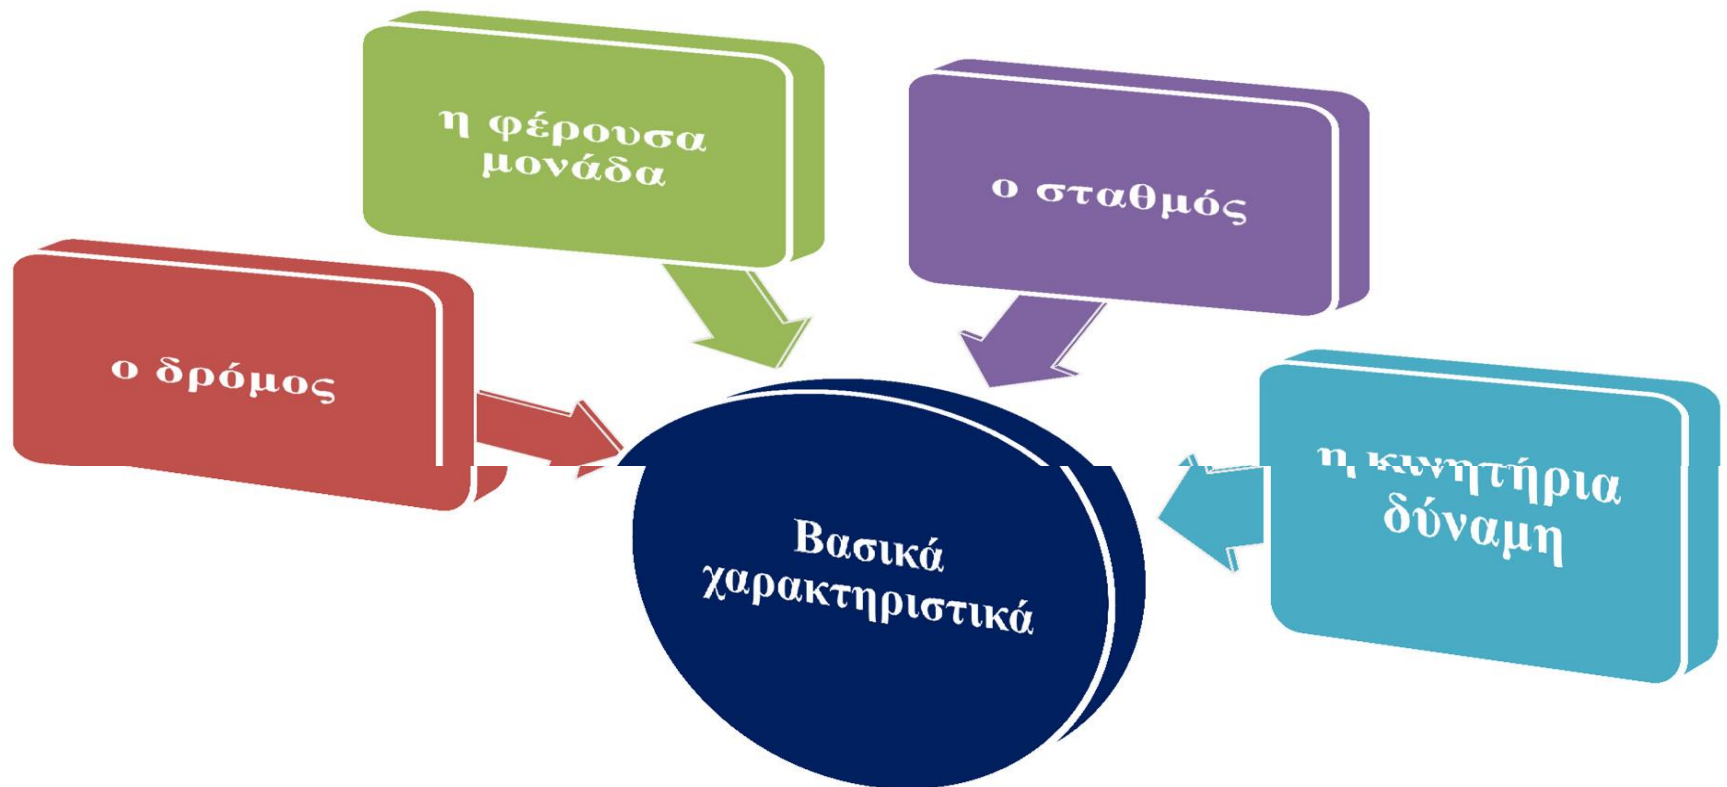 η φέρουσα
μονάδα
ο σταθμός
ο δρόμος
η κινητήρια
δύναμη
Βασικά
χαρακτηριστικά